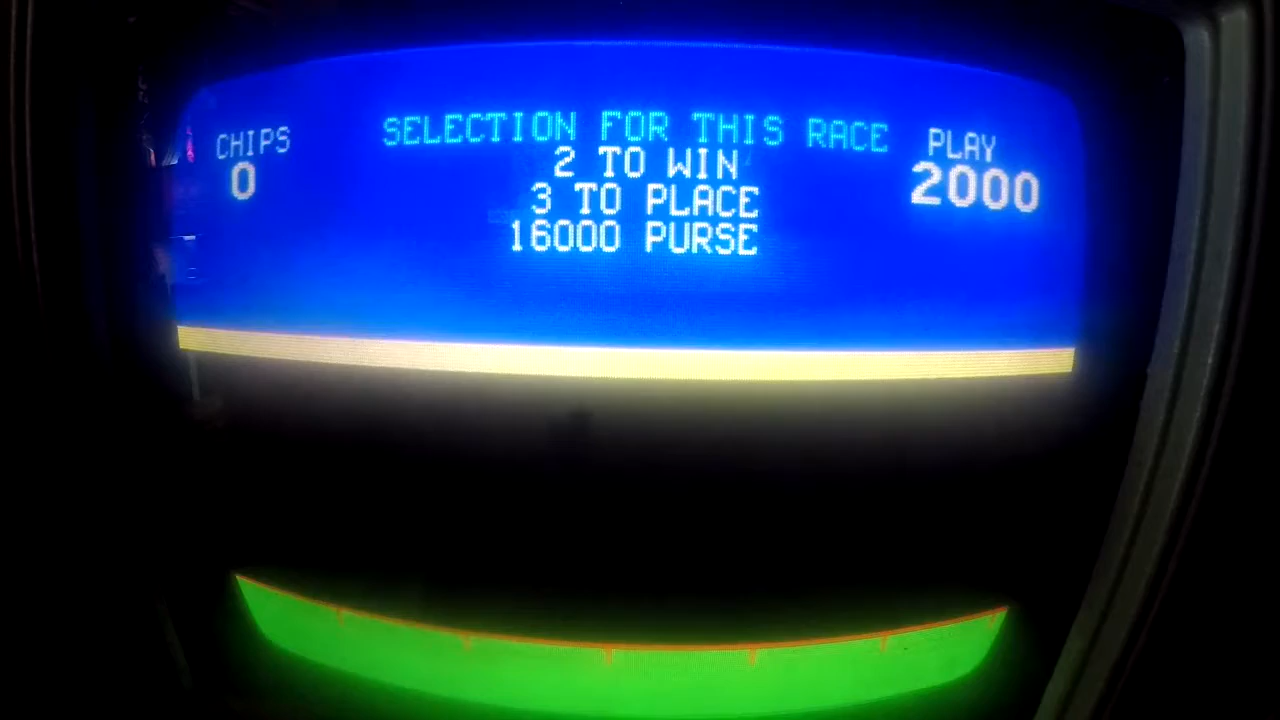 SELECTION FOR THIS RACE
CHIPS
0
2 TO WIN
3 TO PLACE
16000 PURSE
PLAY
2000